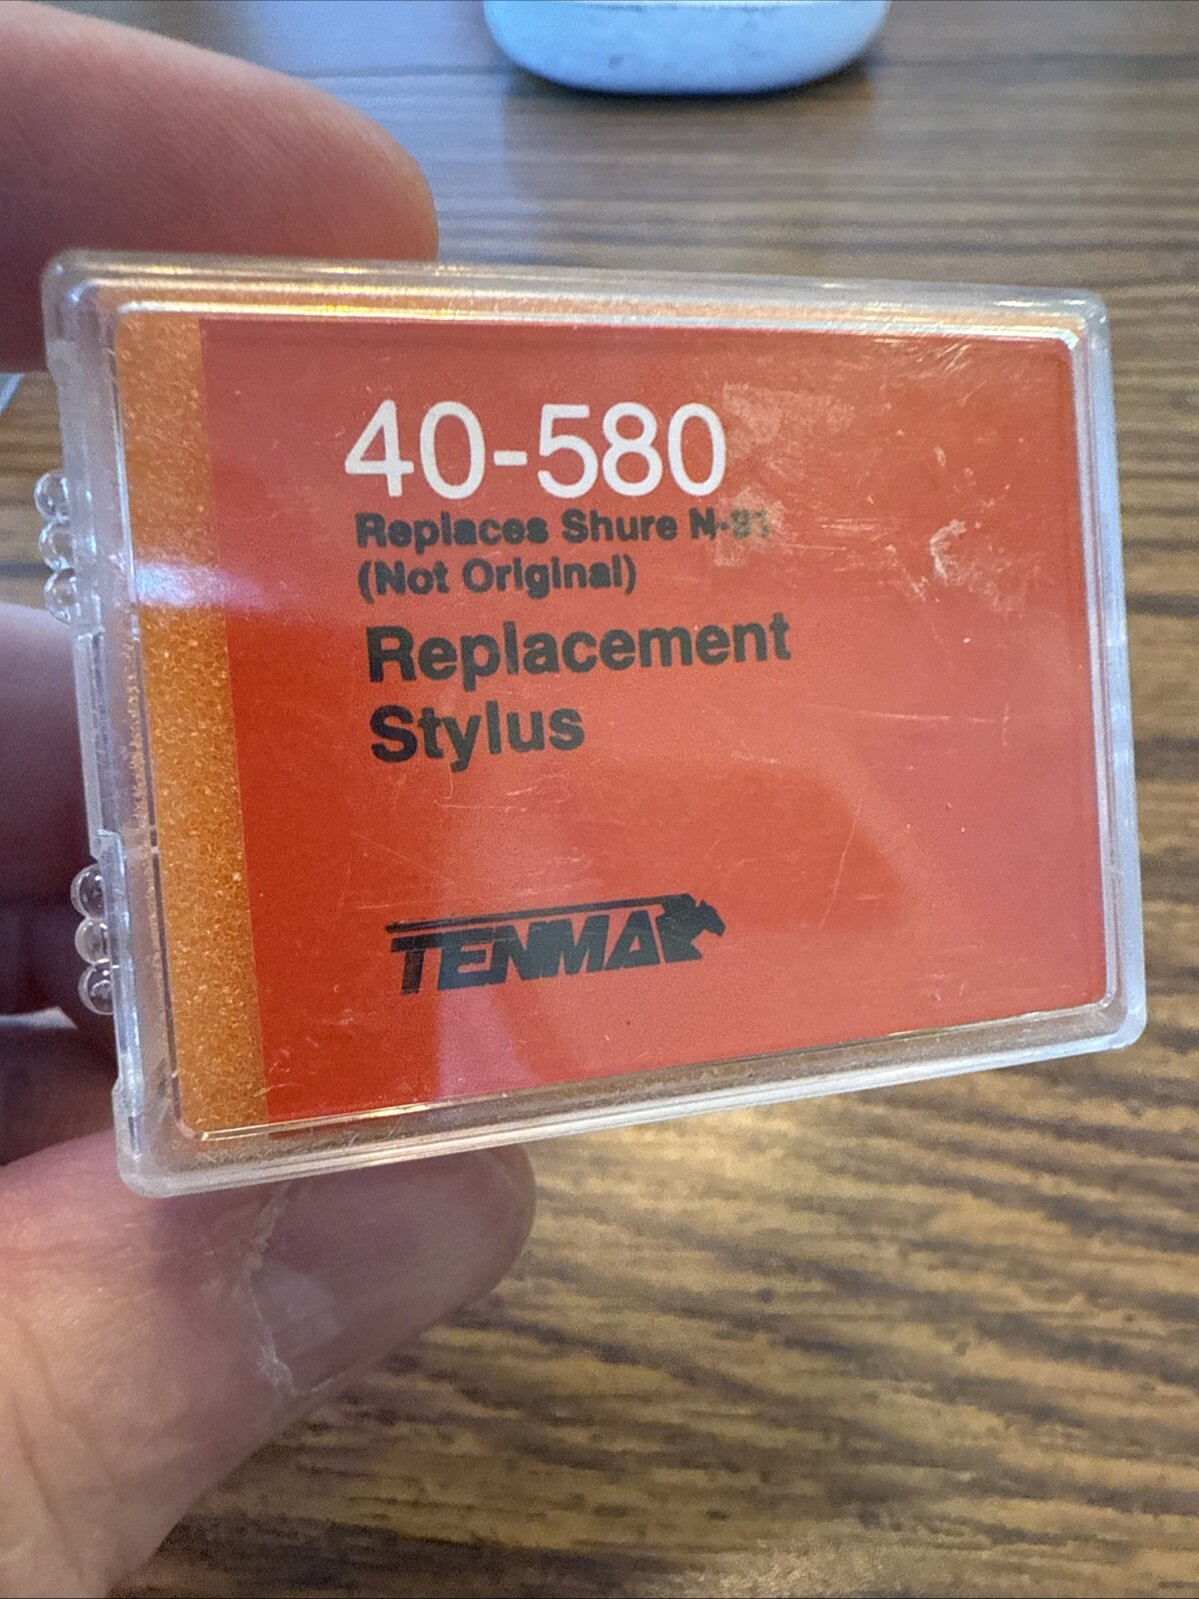 40-580
Replaces Shure
(Not Original)
Replacement
Stylus
TENMA